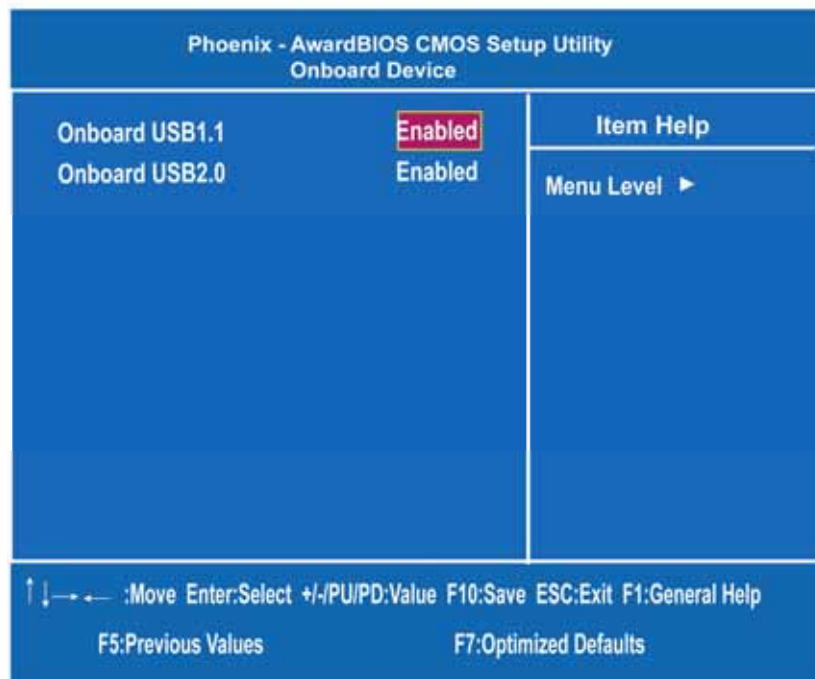 Phoenix - AwardBIOS CMOS Setup Utility
Onboard Device
Onboard USB1.1 Enabled
Onboard USB2.0 Enabled
Item Help
Menu Level ►
↑↓→← :Move Enter:Select +/-/PU/PD:Value F10:Save ESC:Exit F1:General Help
F5:Previous Values F7:Optimized Defaults